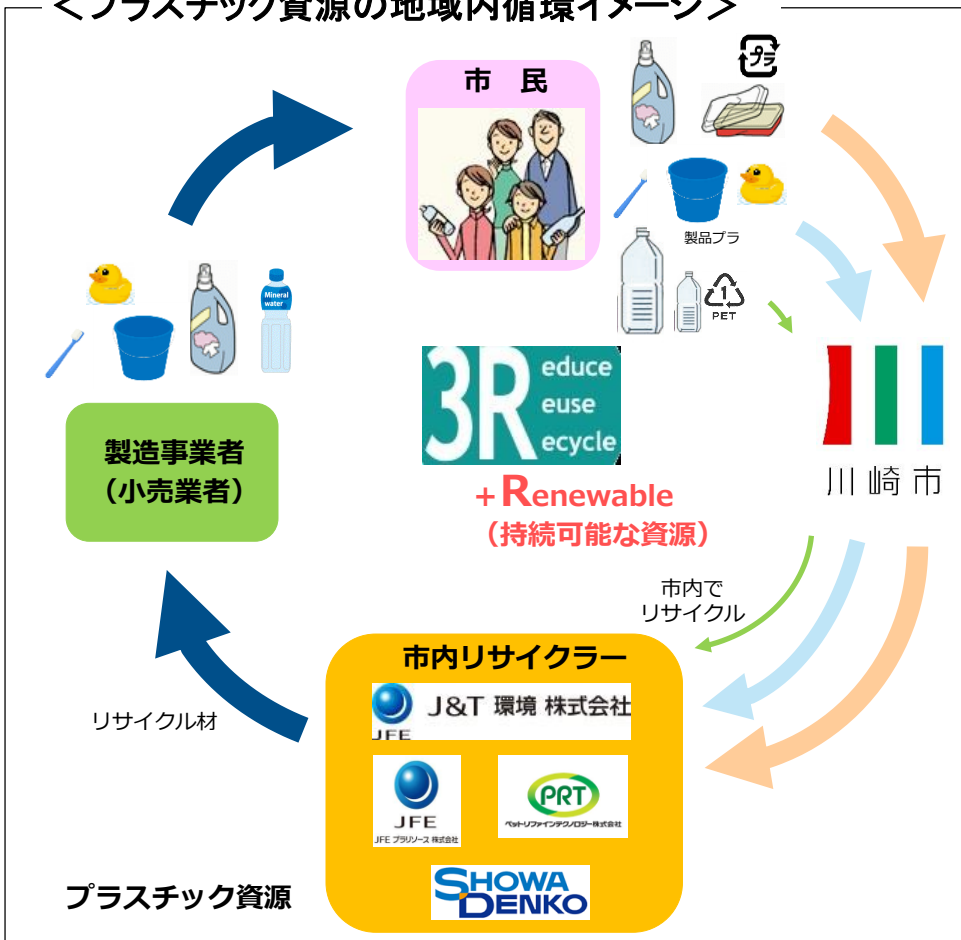 ＜プラスチック資源の地域内循環イメージ＞
市　民
プラ
製品プラ
1
PET
Mineral
water
製造事業者
（小売業者）
3R
educe
euse
ecycle
+Renewable
（持続可能な資源）
川崎市
市内で
リサイクル
市内リサイクラー
J&T 環境 株式会社
JFE
JFE
JFE プラリソース 株式会社
PRT
ペットリファインテクノロジー株式会社
SHOWA
DENKO
リサイクル材
プラスチック資源